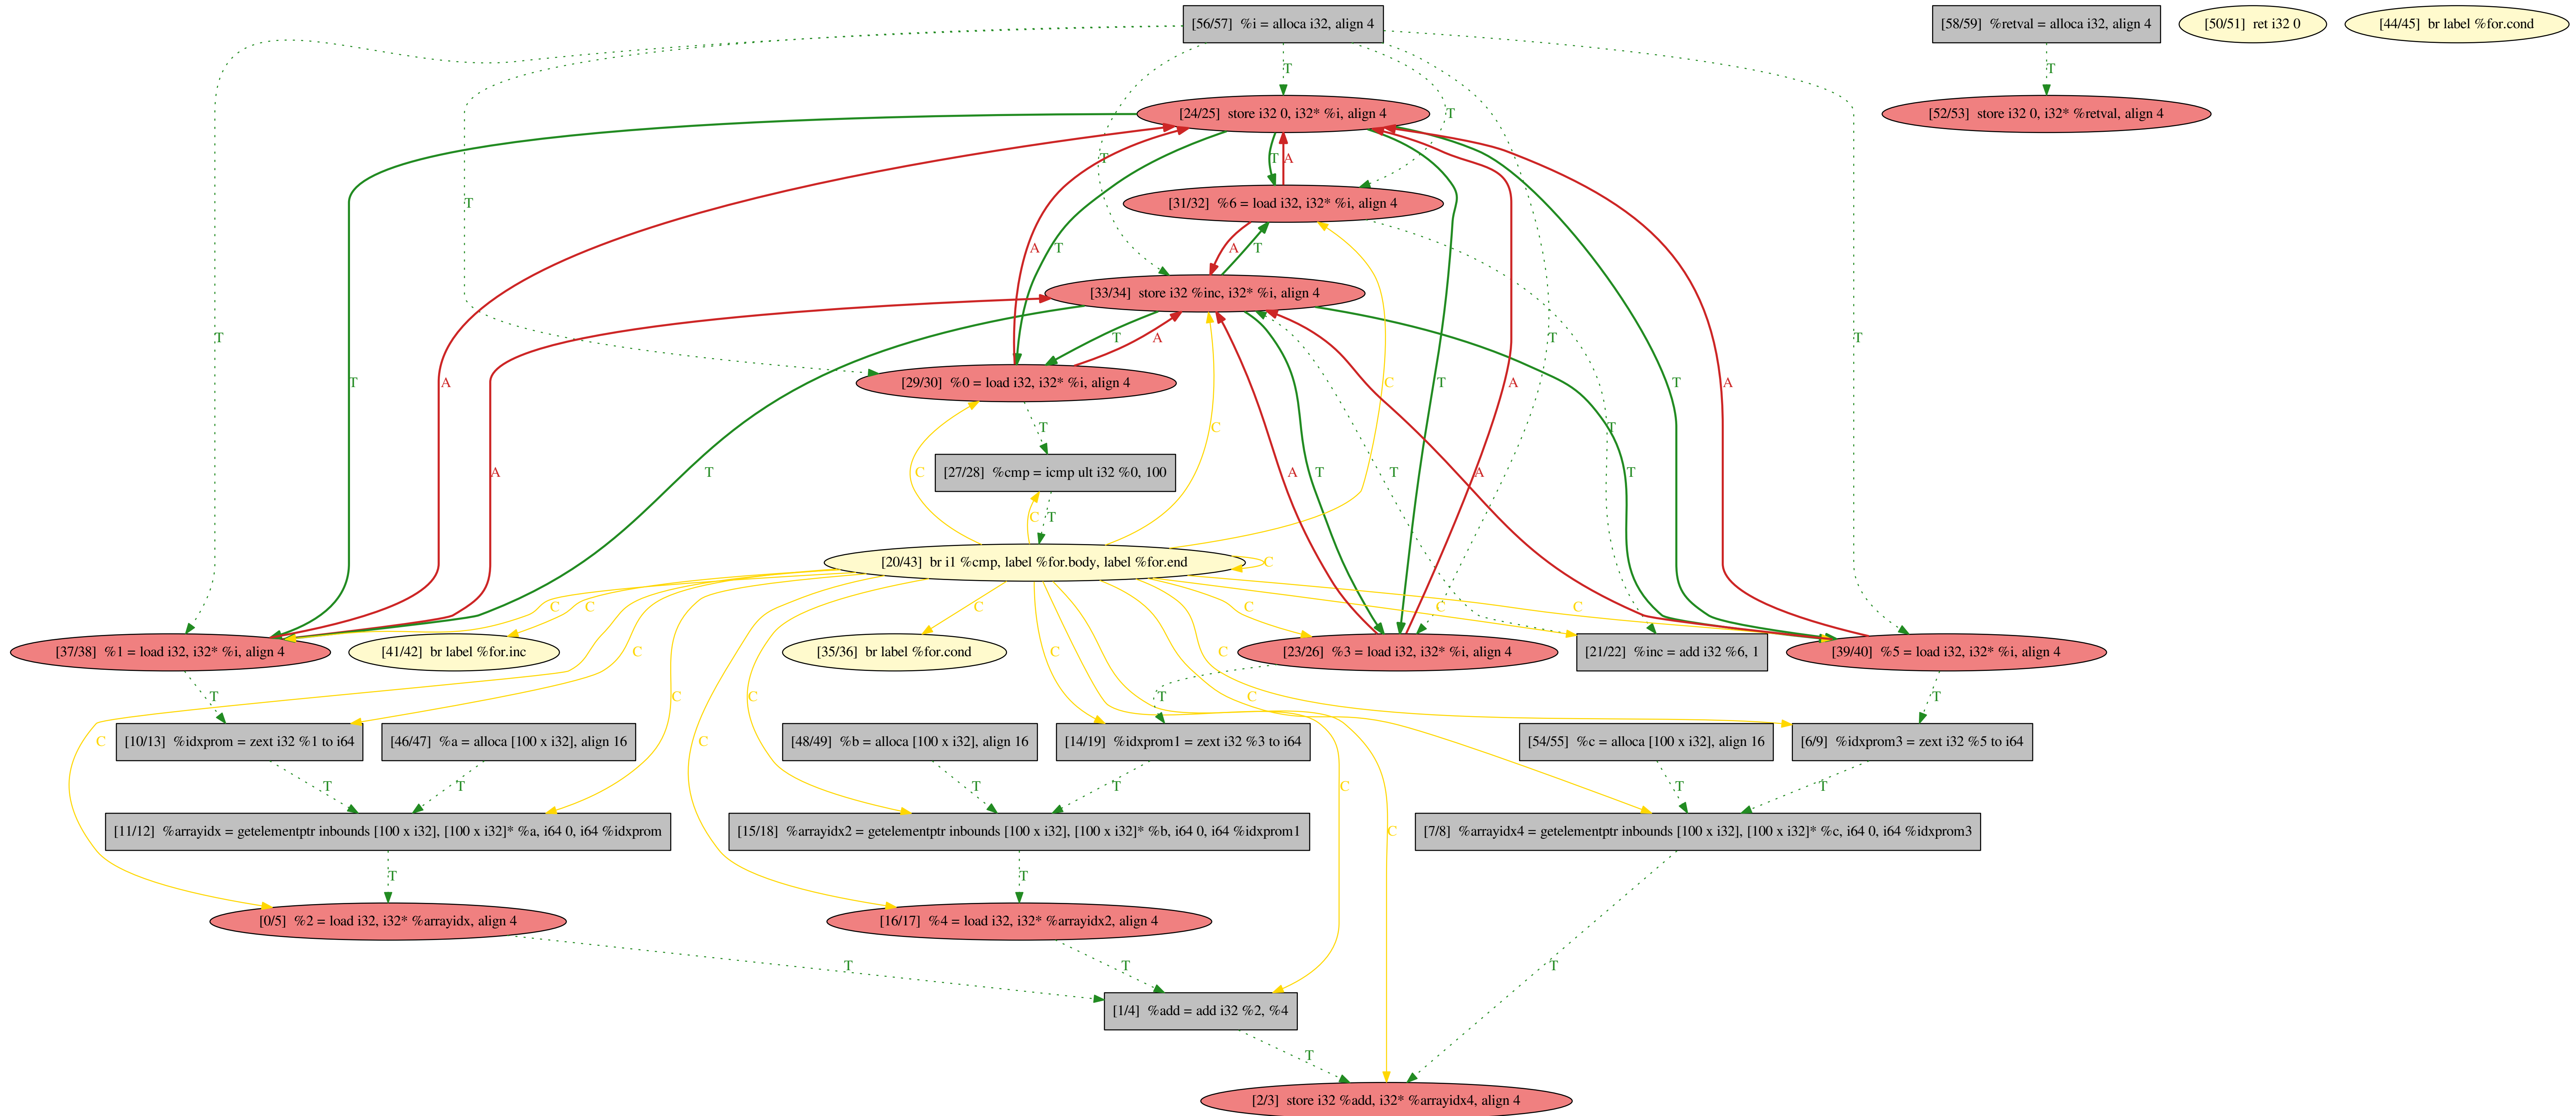 [56/57] %i = alloca i32, align 4
[58/59] %retval = alloca i32, align 4
[50/51] ret i32 0
[44/45] br label %for.cond
T
T
[24/25] store i32 0, i32* %i, align 4
[52/53] store i32 0, i32* %retval, align 4
T
T
T
A
[31/32] %6 = load i32, i32* %i, align 4
T
A
T
A
T
[33/34] store i32 %inc, i32* %i, align 4
T
T
A
T
T
[29/30] %0 = load i32, i32* %i, align 4
T
A
A
C
T
T
A
C
C
T
T
A
T
C
[27/28] %cmp = icmp ult i32 %0, 100
A
T
A
T
T
A
T
C
T
[20/43] br i1 %cmp, label %for.body, label %for.end
C
C
C
C
C
C
C
[37/38] %1 = load i32, i32* %i, align 4
[41/42] br label %for.inc
[35/36] br label %for.cond
[23/26] %3 = load i32, i32* %i, align 4
[21/22] %inc = add i32 %6, 1
[39/40] %5 = load i32, i32* %i, align 4
C
C
C
T
C
C
C
T
C
T
[10/13] %idxprom = zext i32 %1 to i64
[46/47] %a = alloca [100 x i32], align 16
[48/49] %b = alloca [100 x i32], align 16
[14/19] %idxprom1 = zext i32 %3 to i64
[54/55] %c = alloca [100 x i32], align 16
[6/9] %idxprom3 = zext i32 %5 to i64
C
C
T
T
T
T
C
T
T
[11/12] %arrayidx = getelementptr inbounds [100 x i32], [100 x i32]* %a, i64 0, i64 %idxprom
[15/18] %arrayidx2 = getelementptr inbounds [100 x i32], [100 x i32]* %b, i64 0, i64 %idxprom1
C
[7/8] %arrayidx4 = getelementptr inbounds [100 x i32], [100 x i32]* %c, i64 0, i64 %idxprom3
T
T
[0/5] %2 = load i32, i32* %arrayidx, align 4
[16/17] %4 = load i32, i32* %arrayidx2, align 4
T
T
T
[1/4] %add = add i32 %2, %4
T
[2/3] store i32 %add, i32* %arrayidx4, align 4